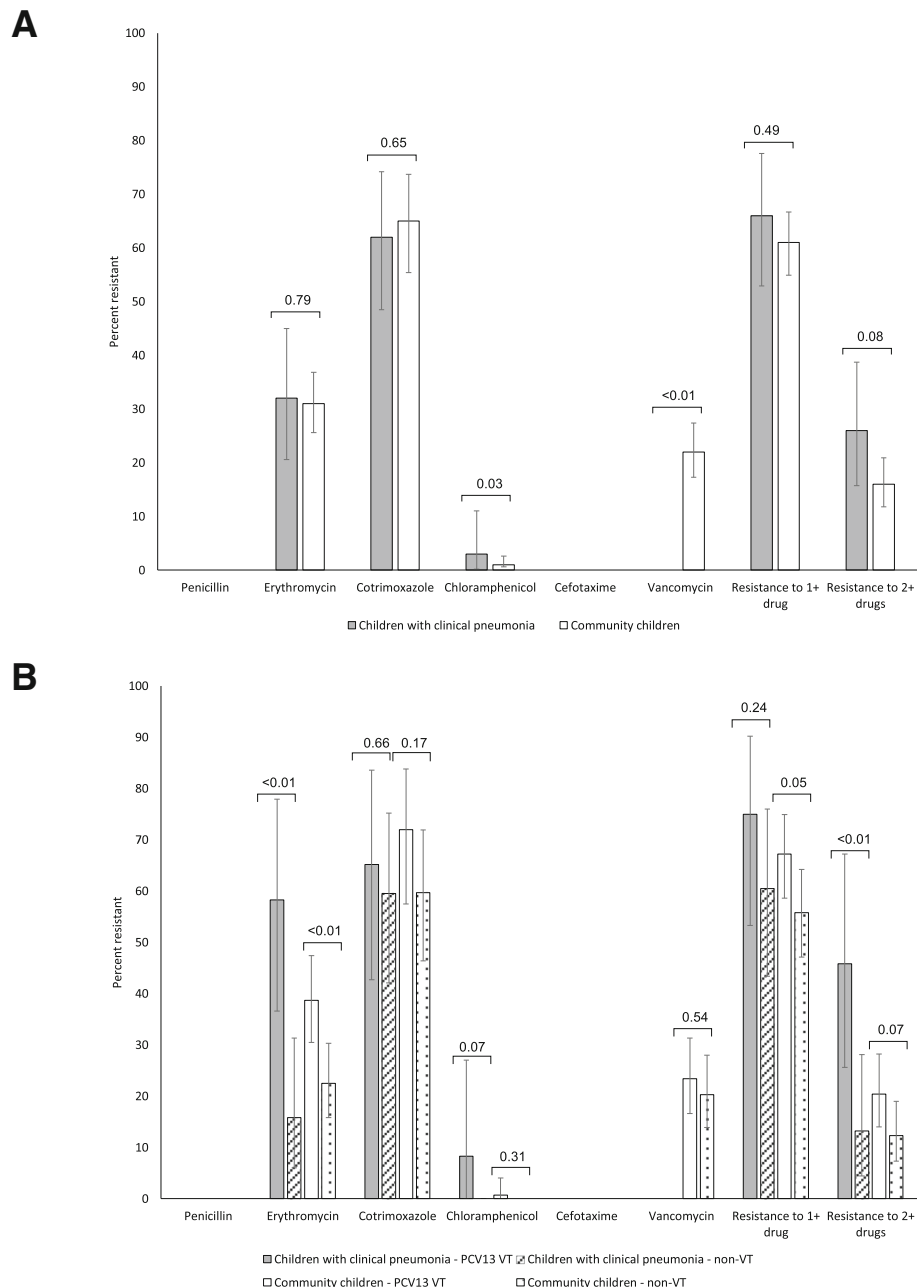 A
100
90
80
70
60
50
40
30
20
10
0
Percent resistant
0.79
0.65
0.03
<0.01
0.49
0.08
Penicillin
Erythromycin
Cotrimoxazole
Chloramphenicol
Cefotaxime
Vancomycin
Resistance to 1+
drug
Resistance to 2+
drugs
Children with clinical pneumonia
Community children
B
100
90
80
70
60
50
40
30
20
10
0
Percent resistant
<0.01
<0.01
0.66
0.17
0.07
0.31
0.54
0.24
0.05
<0.01
0.07
Penicillin
Erythromycin
Cotrimoxazole
Chloramphenicol
Cefotaxime
Vancomycin
Resistance to 1+
drug
Resistance to 2+
drugs
Children with clinical pneumonia - PCV13 VT
Children with clinical pneumonia - non-VT
Community children - PCV13 VT
Community children - non-VT